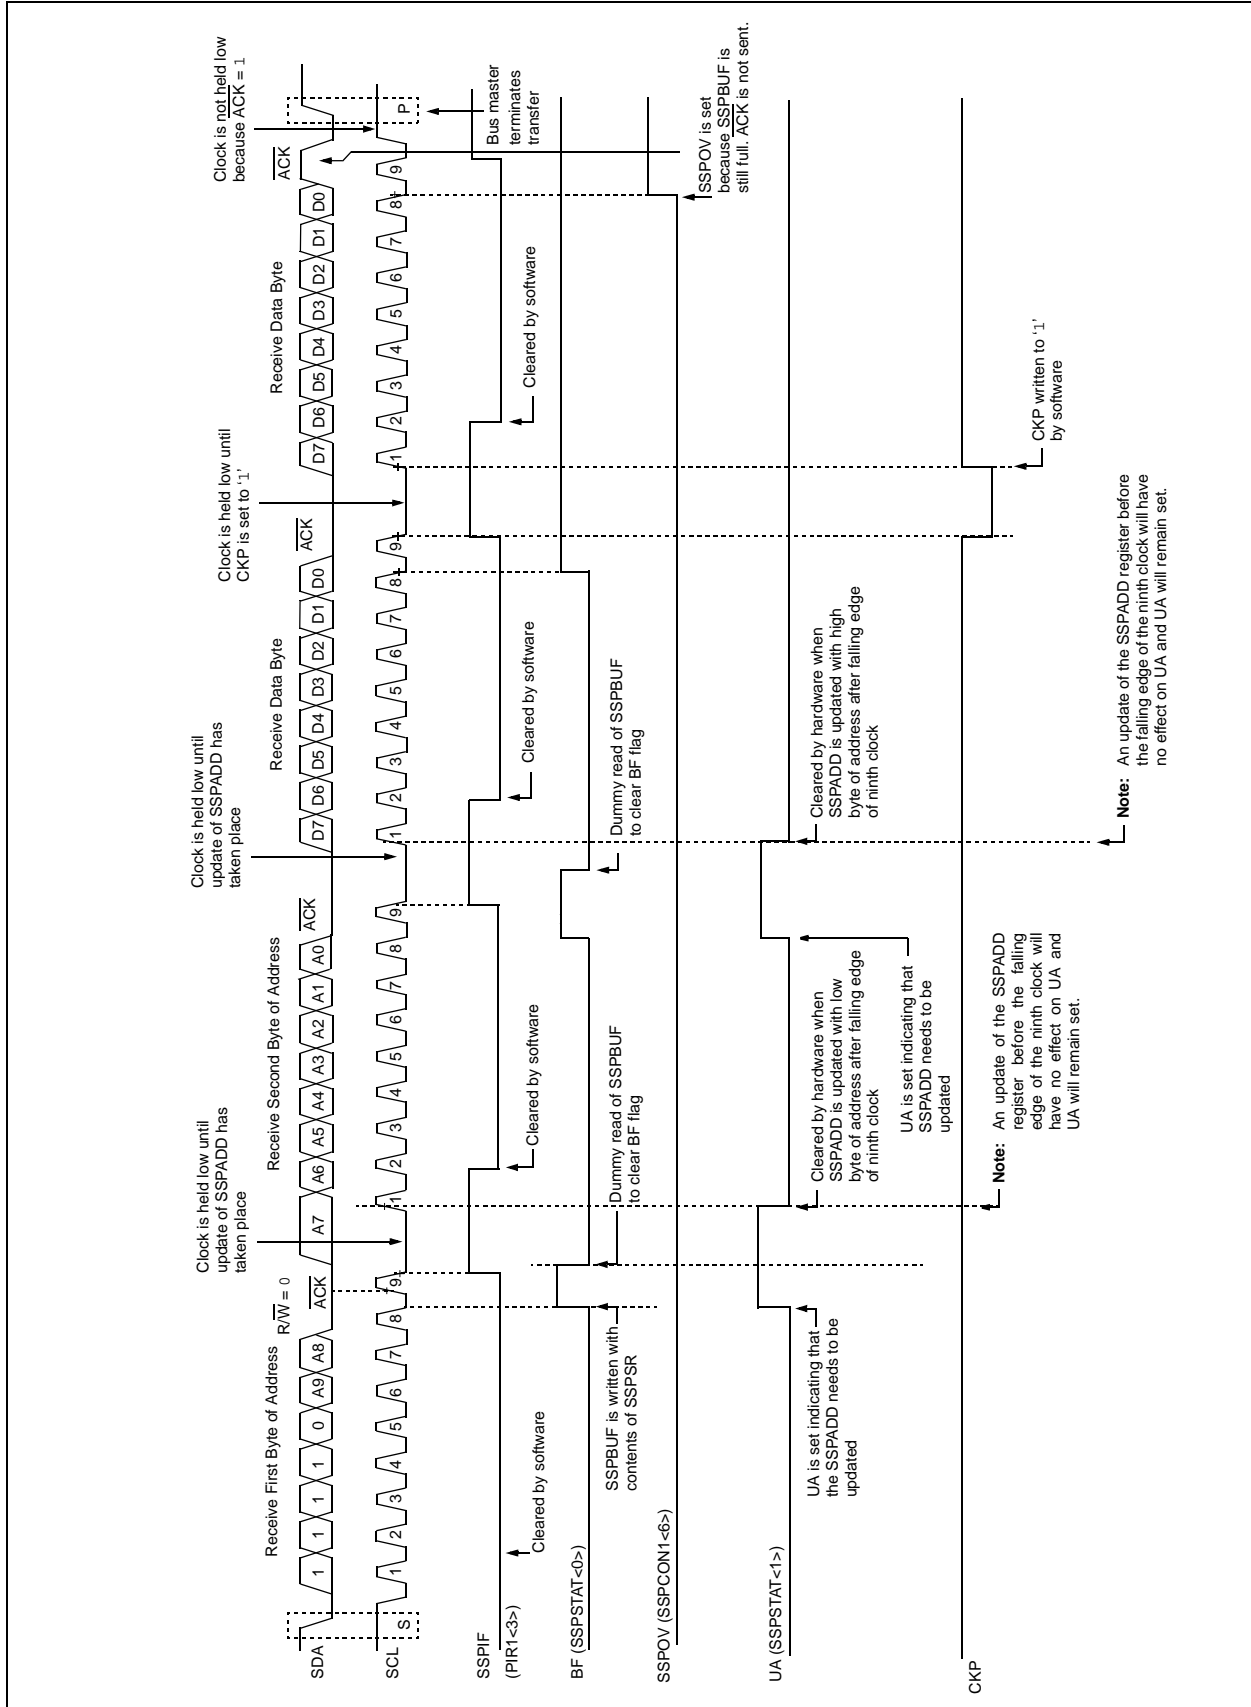 Receive First Byte of Address
R/W = 0
ACK
Clock is held low until
update of SSPADD has
taken place
Receive Second Byte of Address
ACK
Clock is held low until
update of SSPADD has
taken place
Receive Data Byte
ACK
Clock is held low until
CKP is set to ‘1’
Receive Data Byte
ACK
Clock is not held low
because ACK = 1
SDA
1 1 1 1 0 A9 A8
A7 A6 A5 A4 A3 A2 A1 A0
D7 D6 D5 D4 D3 D2 D1 D0
D7 D6 D5 D4 D3 D2 D1 D0
SCL
S
1 2 3 4 5 6 7 8 9
1 2 3 4 5 6 7 8 9
1 2 3 4 5 6 7 8 9
1 2 3 4 5 6 7 8 9
P
Bus master
terminates
transfer
SSPIF
(PIR1<3>)
Cleared by software
Cleared by software
Cleared by software
Cleared by software
BF (SSPSTAT<0>)
SSPBUF is written with
contents of SSPSR
Dummy read of SSPBUF
to clear BF flag
Dummy read of SSPBUF
to clear BF flag
SSPOV (SSPCON1<6>)
SSPOV is set
because SSPBUF is
still full. ACK is not sent.
UA (SSPSTAT<1>)
UA is set indicating that
the SSPADD needs to be
updated
Cleared by hardware when
SSPADD is updated with low
byte of address after falling edge
of ninth clock
UA is set indicating that
SSPADD needs to be
updated
Cleared by hardware when
SSPADD is updated with high
byte of address after falling edge
of ninth clock
CKP
CKP written to ‘1’
by software
Note: An update of the SSPADD
register before the falling
edge of the ninth clock will
have no effect on UA and
UA will remain set.
Note: An update of the SSPADD register before
the falling edge of the ninth clock will have
no effect on UA and UA will remain set.